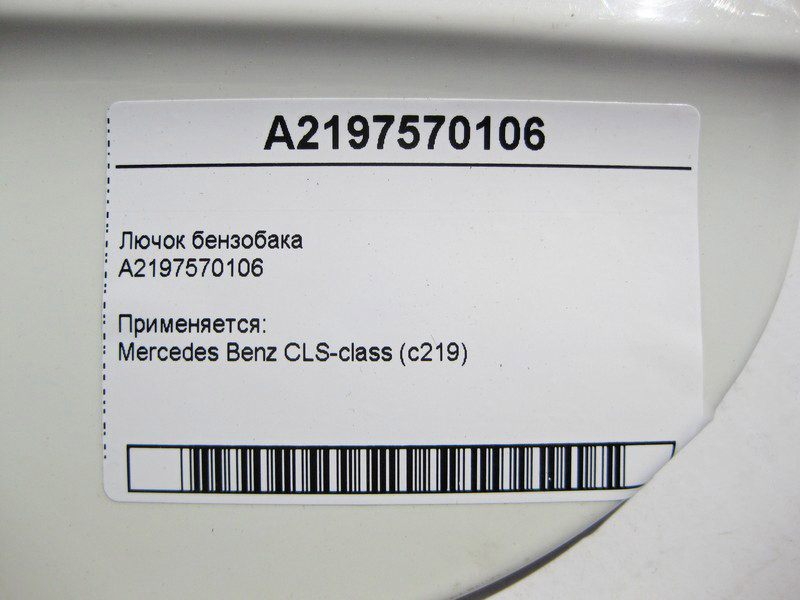 A2197570106
Лючок бензобака
A2197570106
Применяется:
Mercedes Benz CLS-class (c219)